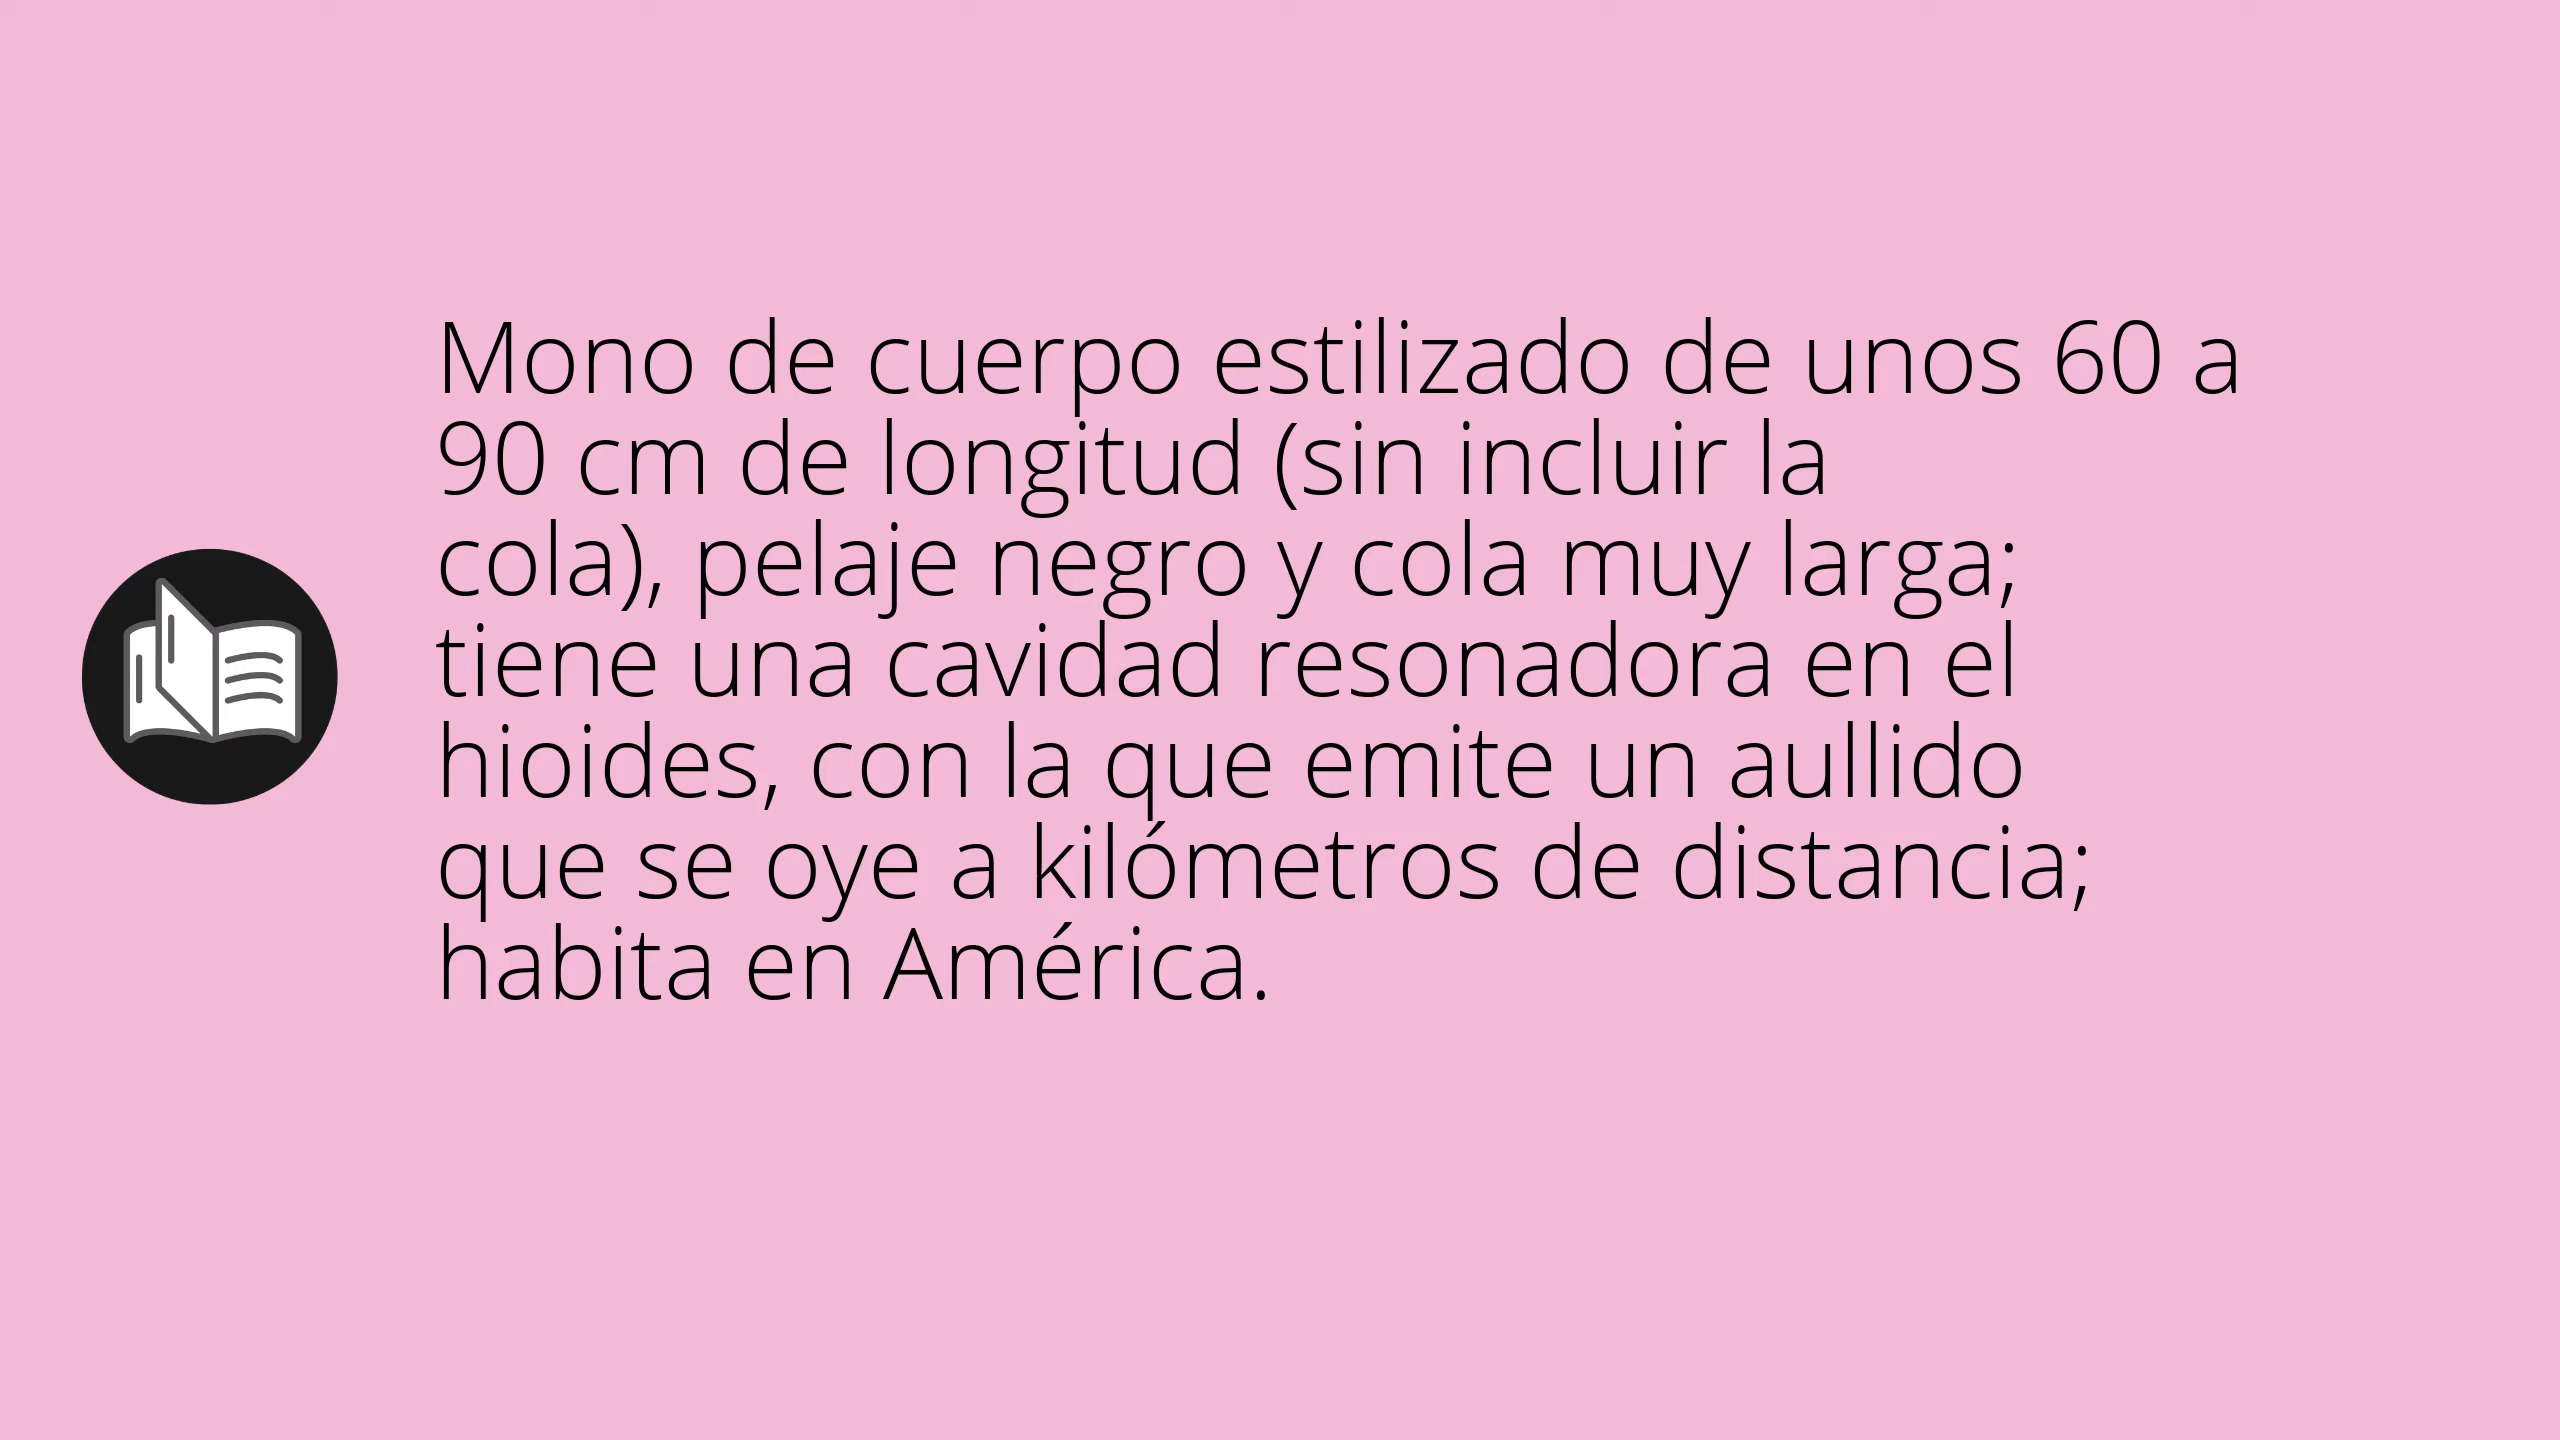 Mono de cuerpo estilizado de unos 60 a
90 cm de longitud (sin incluir la
cola), pelaje negro y cola muy larga;
tiene una cavidad resonadora en el
hioides, con la que emite un aullido
que se oye a kilómetros de distancia;
habita en América.